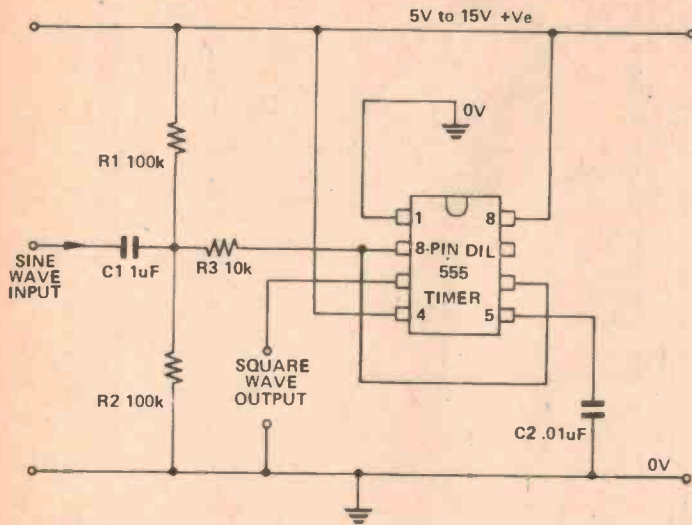 5V to 15V +Ve
0V
R1 100k
1 8
8-PIN DIL
SINE
WAVE
INPUT
C1 1uF
R3 10k
555
TIMER
4 5
R2 100k
SQUARE
WAVE
OUTPUT
C2 .01uF
0V